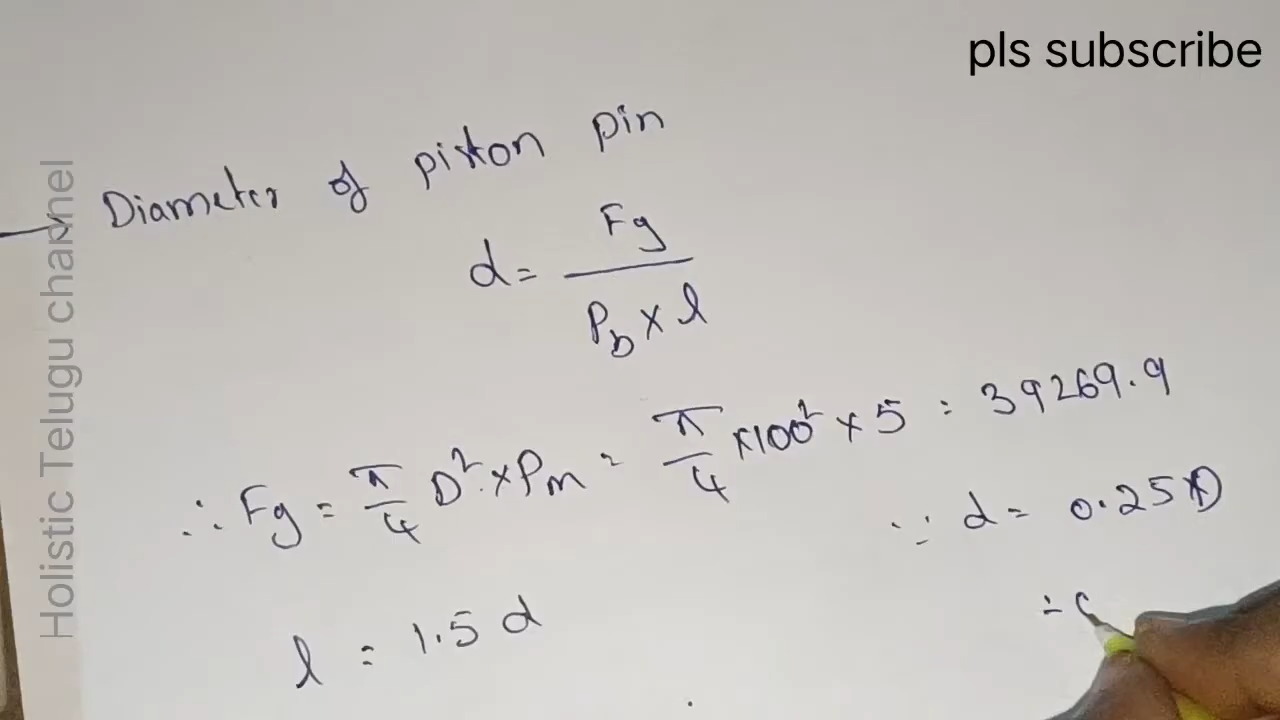 pls subscribe
Holistic Telugu channel
→ Diameter of piston pin
d = Fg / Pb × l
∴ Fg = π/4 D² × Pm = π/4 × 100² × 5 = 39269.9
∵ d = 0.25 × D
l = 1.5 d
=